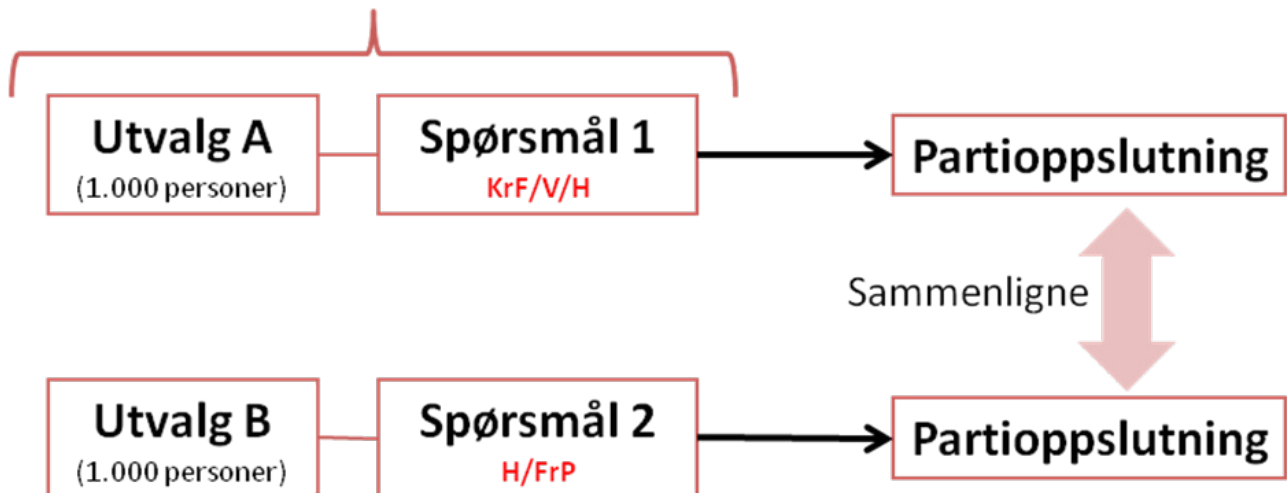 Utvalg A
(1.000 personer)
Spørsmål 1
KrF/V/H
Partioppslutning
Sammenligne
Utvalg B
(1.000 personer)
Spørsmål 2
H/FrP
Partioppslutning